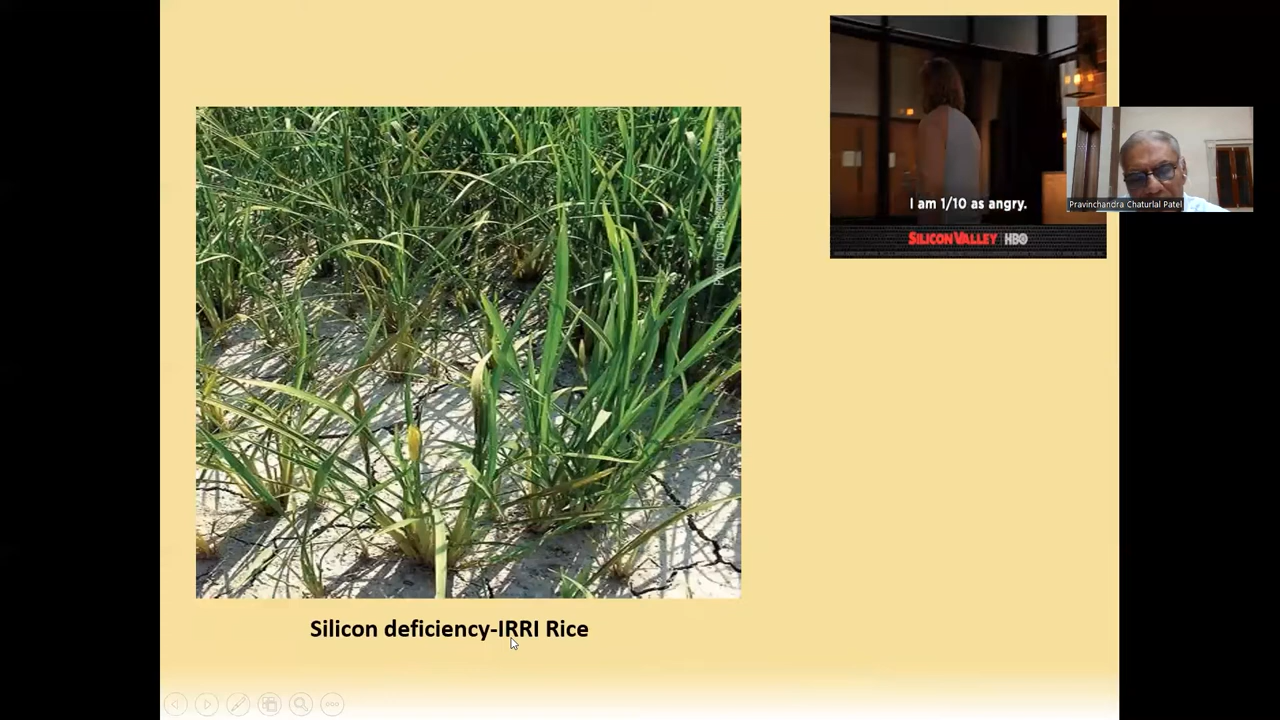 I am 1/10 as angry.
SILICON VALLEY HBO
Pravinchandra Chaturlal Patel
Silicon deficiency-IRRI Rice